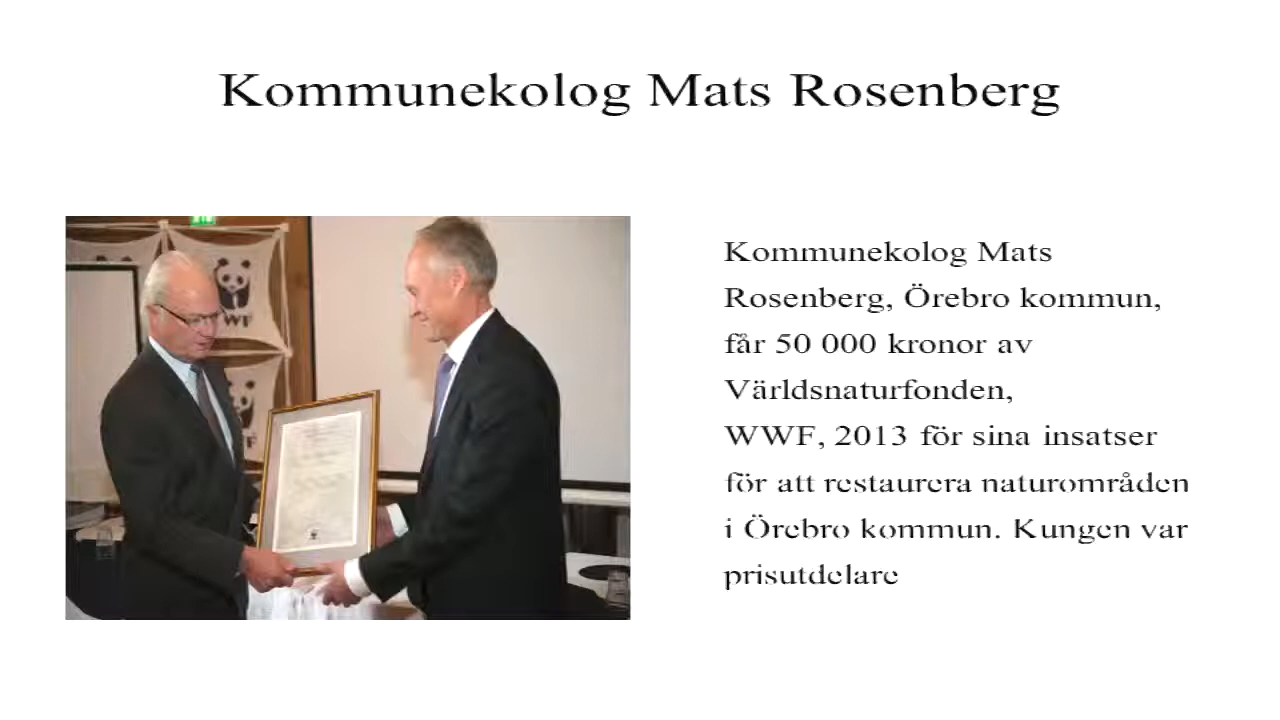 Kommunekolog Mats Rosenberg
WWF
WF
Kommunekolog Mats
Rosenberg, Örebro kommun,
får 50 000 kronor av
Världsnaturfonden,
WWF, 2013 för sina insatser
för att restaurera naturområden
i Örebro kommun. Kungen var
prisutdelare